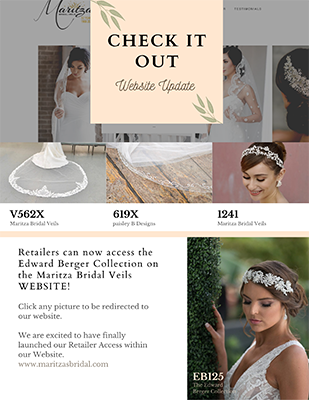 Maritza
TESTIMONIALS
CHECK IT
OUT
Website Update
V562X
Maritza Bridal Veils
619X
paisley B Designs
1241
Maritza Bridal Veils
Retailers can now access the
Edward Berger Collection on
the Maritza Bridal Veils
WEBSITE!
Click any picture to be redirected to
our website.
We are excited to have finally
launched our Retailer Access within
our Website.
www.maritzasbridal.com
EB125
The Edward
Berger Collection